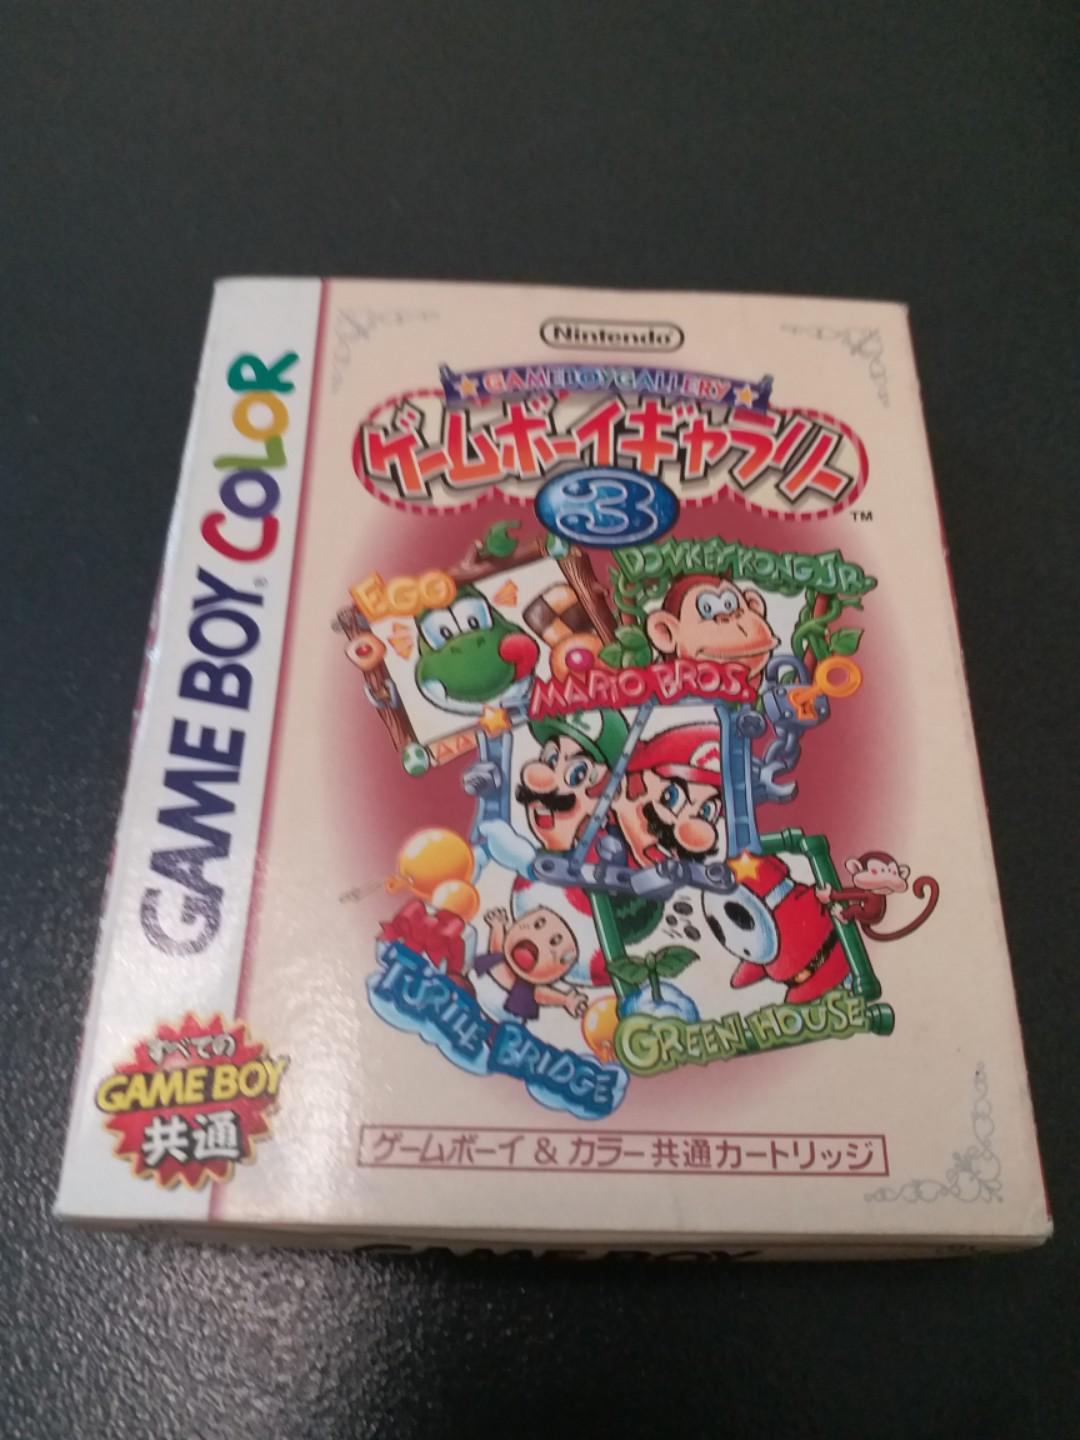 Nintendo
GAMEBOYGALLERY
ゲームボーイギャラリー
3
TM
EGG
DONKEY KONG JR.
MARIO BROS.
TURTLE BRIDGE
GREEN HOUSE
ゲームボーイ & カラー共通カートリッジ
GAME BOY COLOR
すべての
GAME BOY
共通
GAME BOY